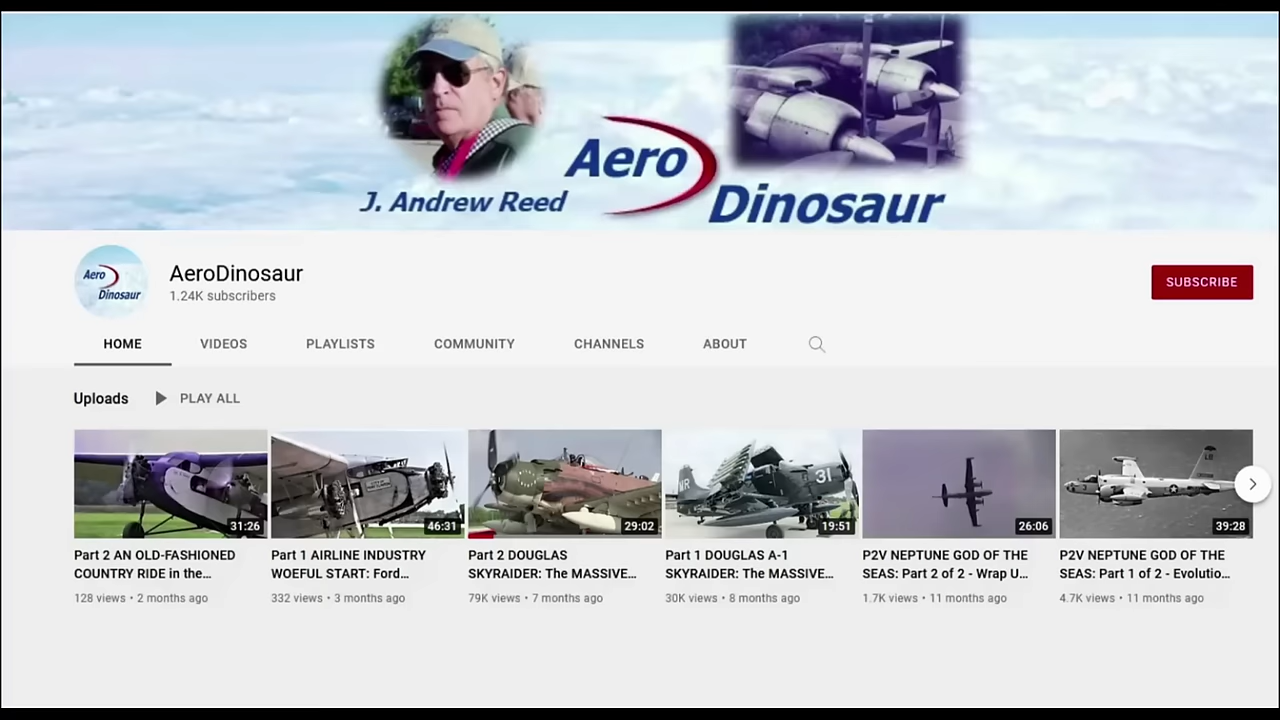 Aero
J. Andrew Reed
Dinosaur
Aero
Dinosaur
AeroDinosaur
1.24K subscribers
SUBSCRIBE
HOME VIDEOS PLAYLISTS COMMUNITY CHANNELS ABOUT
Uploads PLAY ALL
31:26
46:31
29:02
31
19:51
26:06
39:28
Part 2 AN OLD-FASHIONED
COUNTRY RIDE in the...
128 views • 2 months ago
Part 1 AIRLINE INDUSTRY
WOEFUL START: Ford...
332 views • 3 months ago
Part 2 DOUGLAS
SKYRAIDER: The MASSIVE...
79K views • 7 months ago
Part 1 DOUGLAS A-1
SKYRAIDER: The MASSIVE...
30K views • 8 months ago
P2V NEPTUNE GOD OF THE
SEAS: Part 2 of 2 - Wrap U...
1.7K views • 11 months ago
P2V NEPTUNE GOD OF THE
SEAS: Part 1 of 2 - Evolutio...
4.7K views • 11 months ago